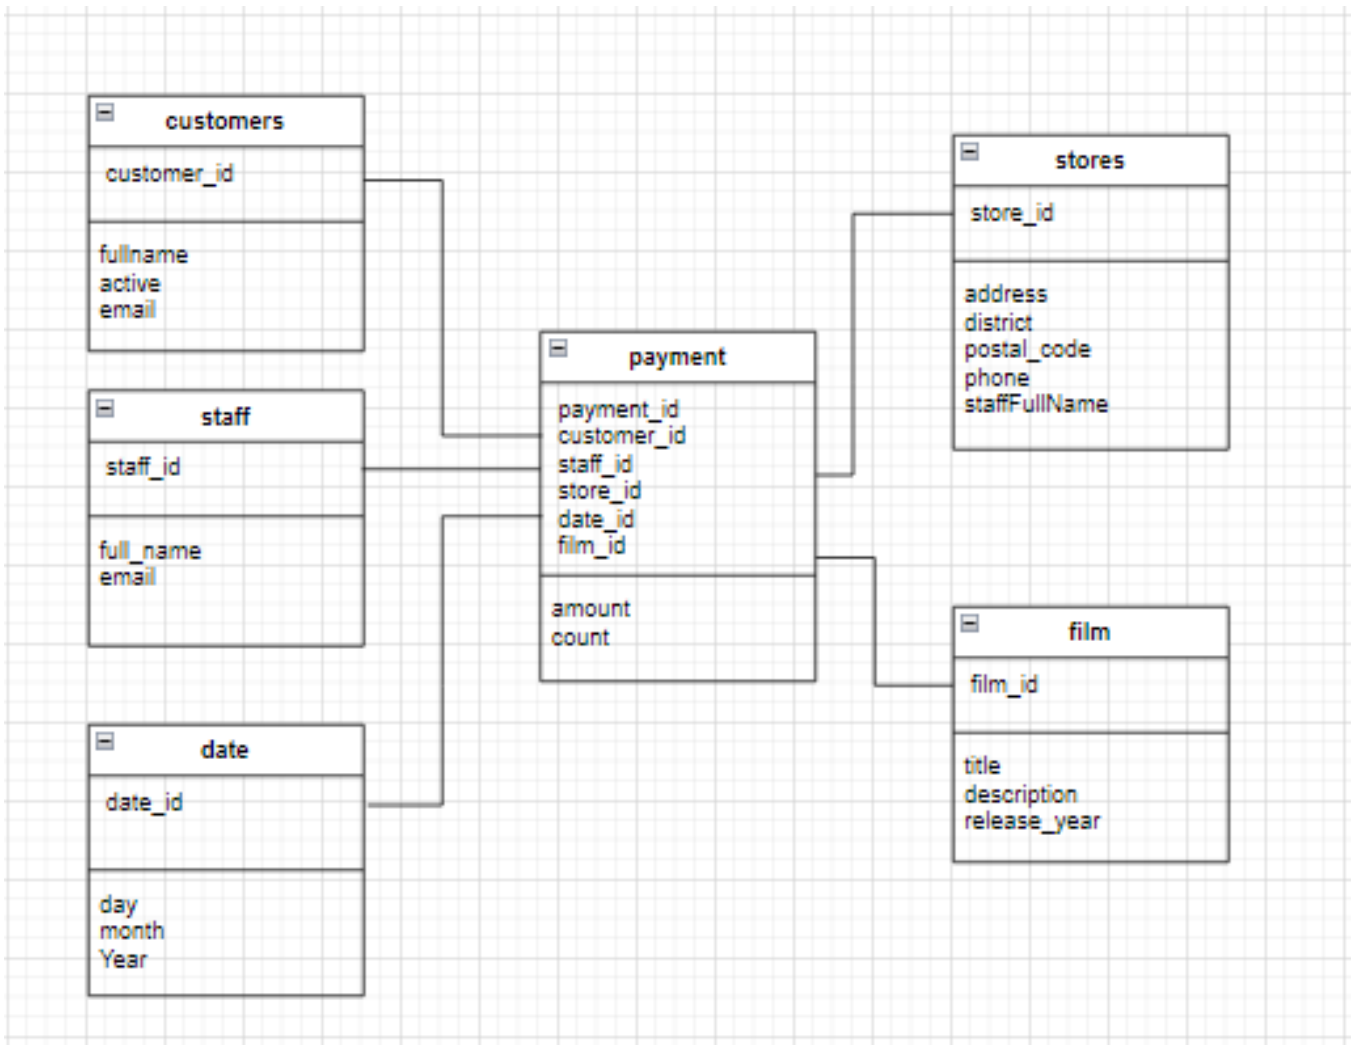 customers
customer_id
fullname
active
email
staff
staff_id
full_name
email
date
date_id
day
month
Year
payment
payment_id
customer_id
staff_id
store_id
date_id
film_id
amount
count
stores
store_id
address
district
postal_code
phone
staffFullName
film
film_id
title
description
release_year